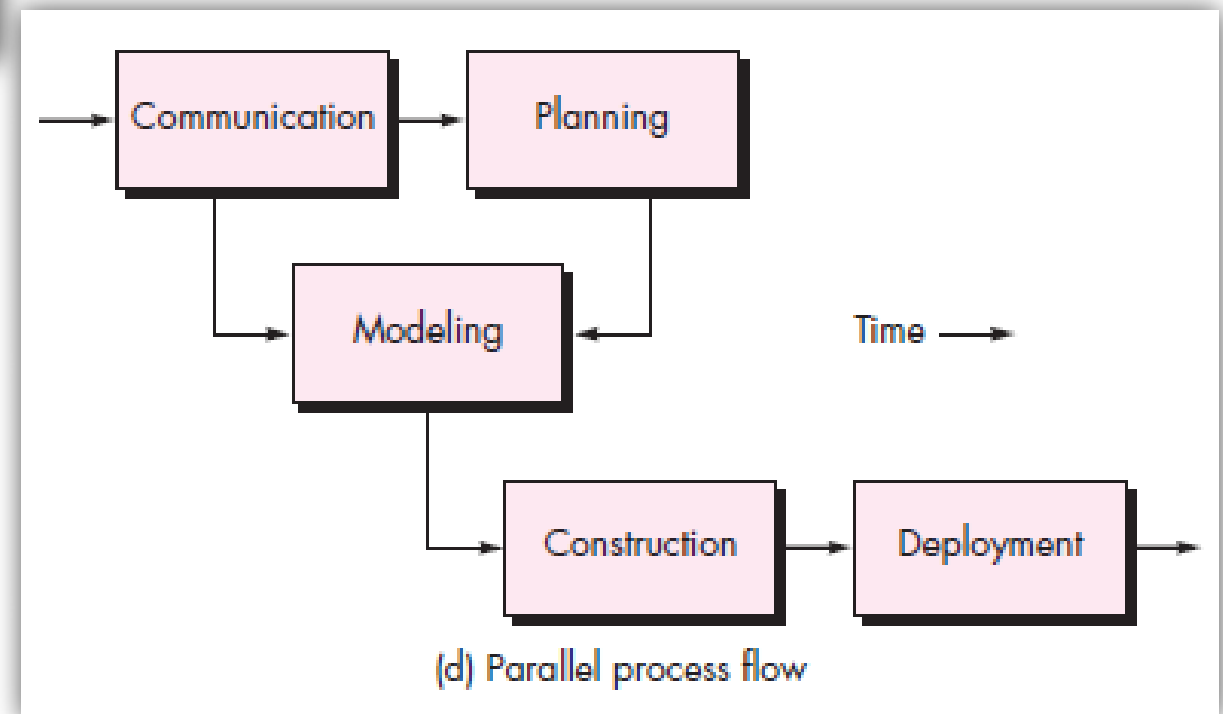 Communication
Planning
Modeling
Time
Construction
Deployment
(d) Parallel process flow